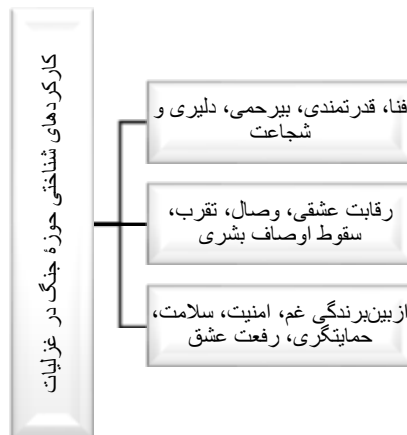 کارکردهای شناختی حوزهٔ جنگ در غزلیات
فنا، قدرتمندی، بیرحمی، دلیری و
شجاعت
رقابت عشقی، وصال، تقرب،
سقوط اوصاف بشری
ازبین‌برندگی غم، امنیت، سلامت،
حمایتگری، رفعت عشق